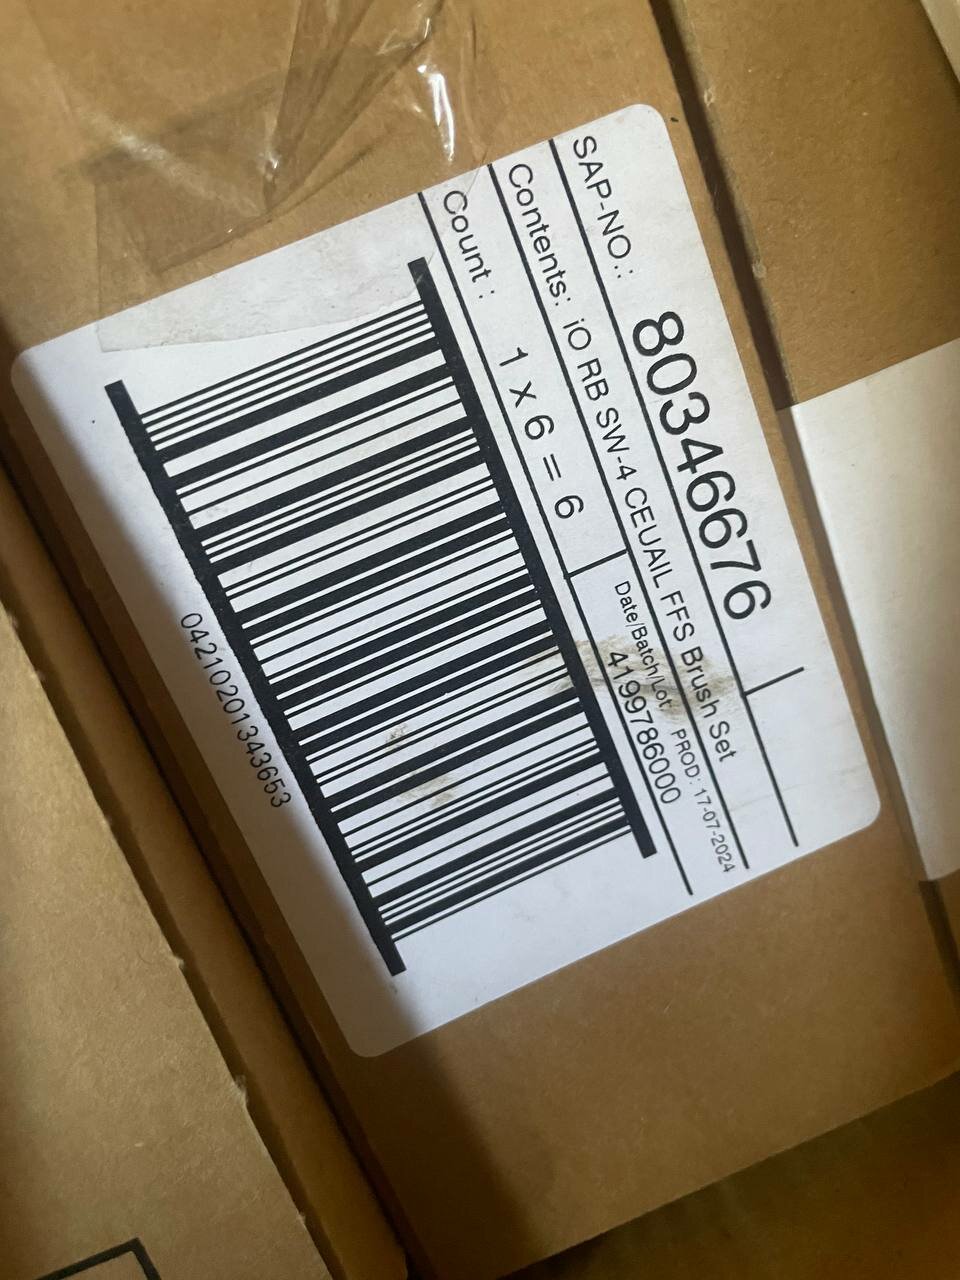 SAP-NO.: 80346676
Contents: iO RB SW-4 CEUAIL FFS Brush Set
Count : 1 x 6 = 6
Date/Batch/Lot: PROD: 17-07-2024
4199786000
04210201343653